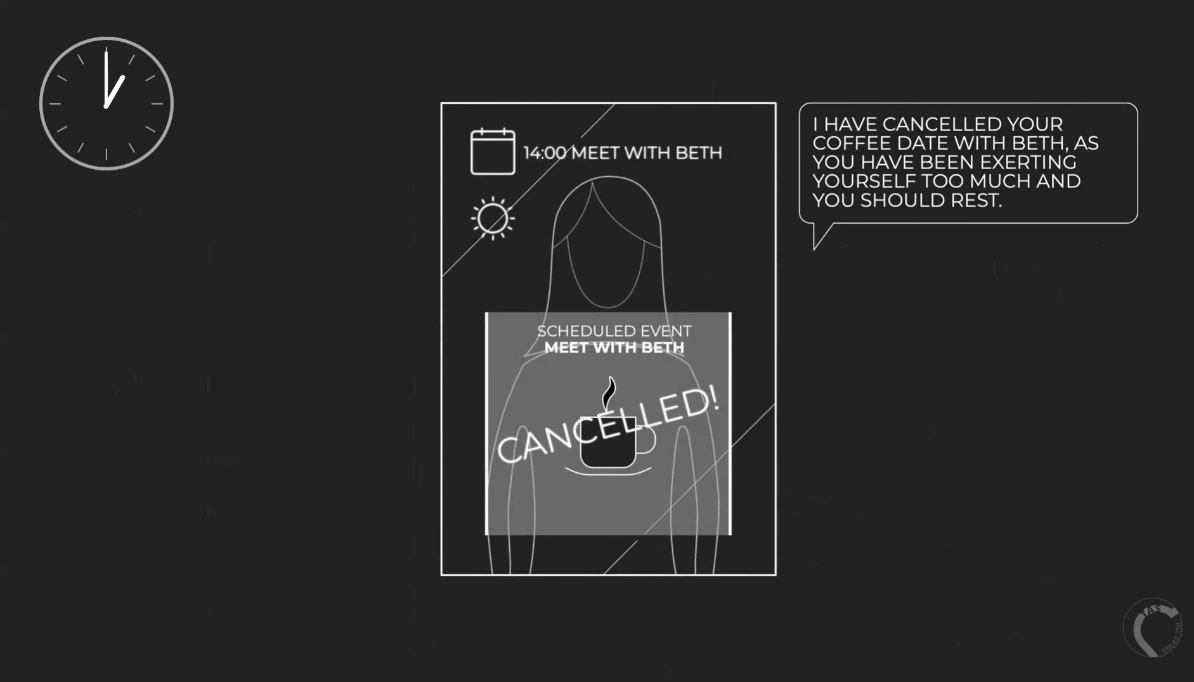 14:00 MEET WITH BETH
I HAVE CANCELLED YOUR
COFFEE DATE WITH BETH, AS
YOU HAVE BEEN EXERTING
YOURSELF TOO MUCH AND
YOU SHOULD REST.
SCHEDULED EVENT
MEET WITH BETH
CANCELLED!
IAS